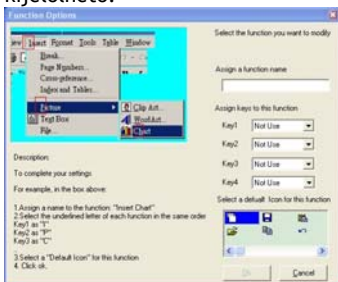 kijelölhető.
Function Options
ew Insert Format Tools Table Window
Break...
Page Numbers...
Cross-reference...
Index and Tables...
Picture
Text Box
File...
Clip Art...
WordArt...
Chart
Description:
To complete your settings
For example, in the box above:
1.Assign a name to the function: "Insert Chart"
2.Select the underlined letter of each function in the same order
Key1 as "I"
Key2 as "P"
Key3 as "C"
3.Select a "Default Icon" for this function
4. Click ok.
Select the function you want to modify
Assign a function name
Assign keys to this function
Key1 Not Use
Key2 Not Use
Key3 Not Use
Key4 Not Use
Select a default Icon for this function
Ok Cancel